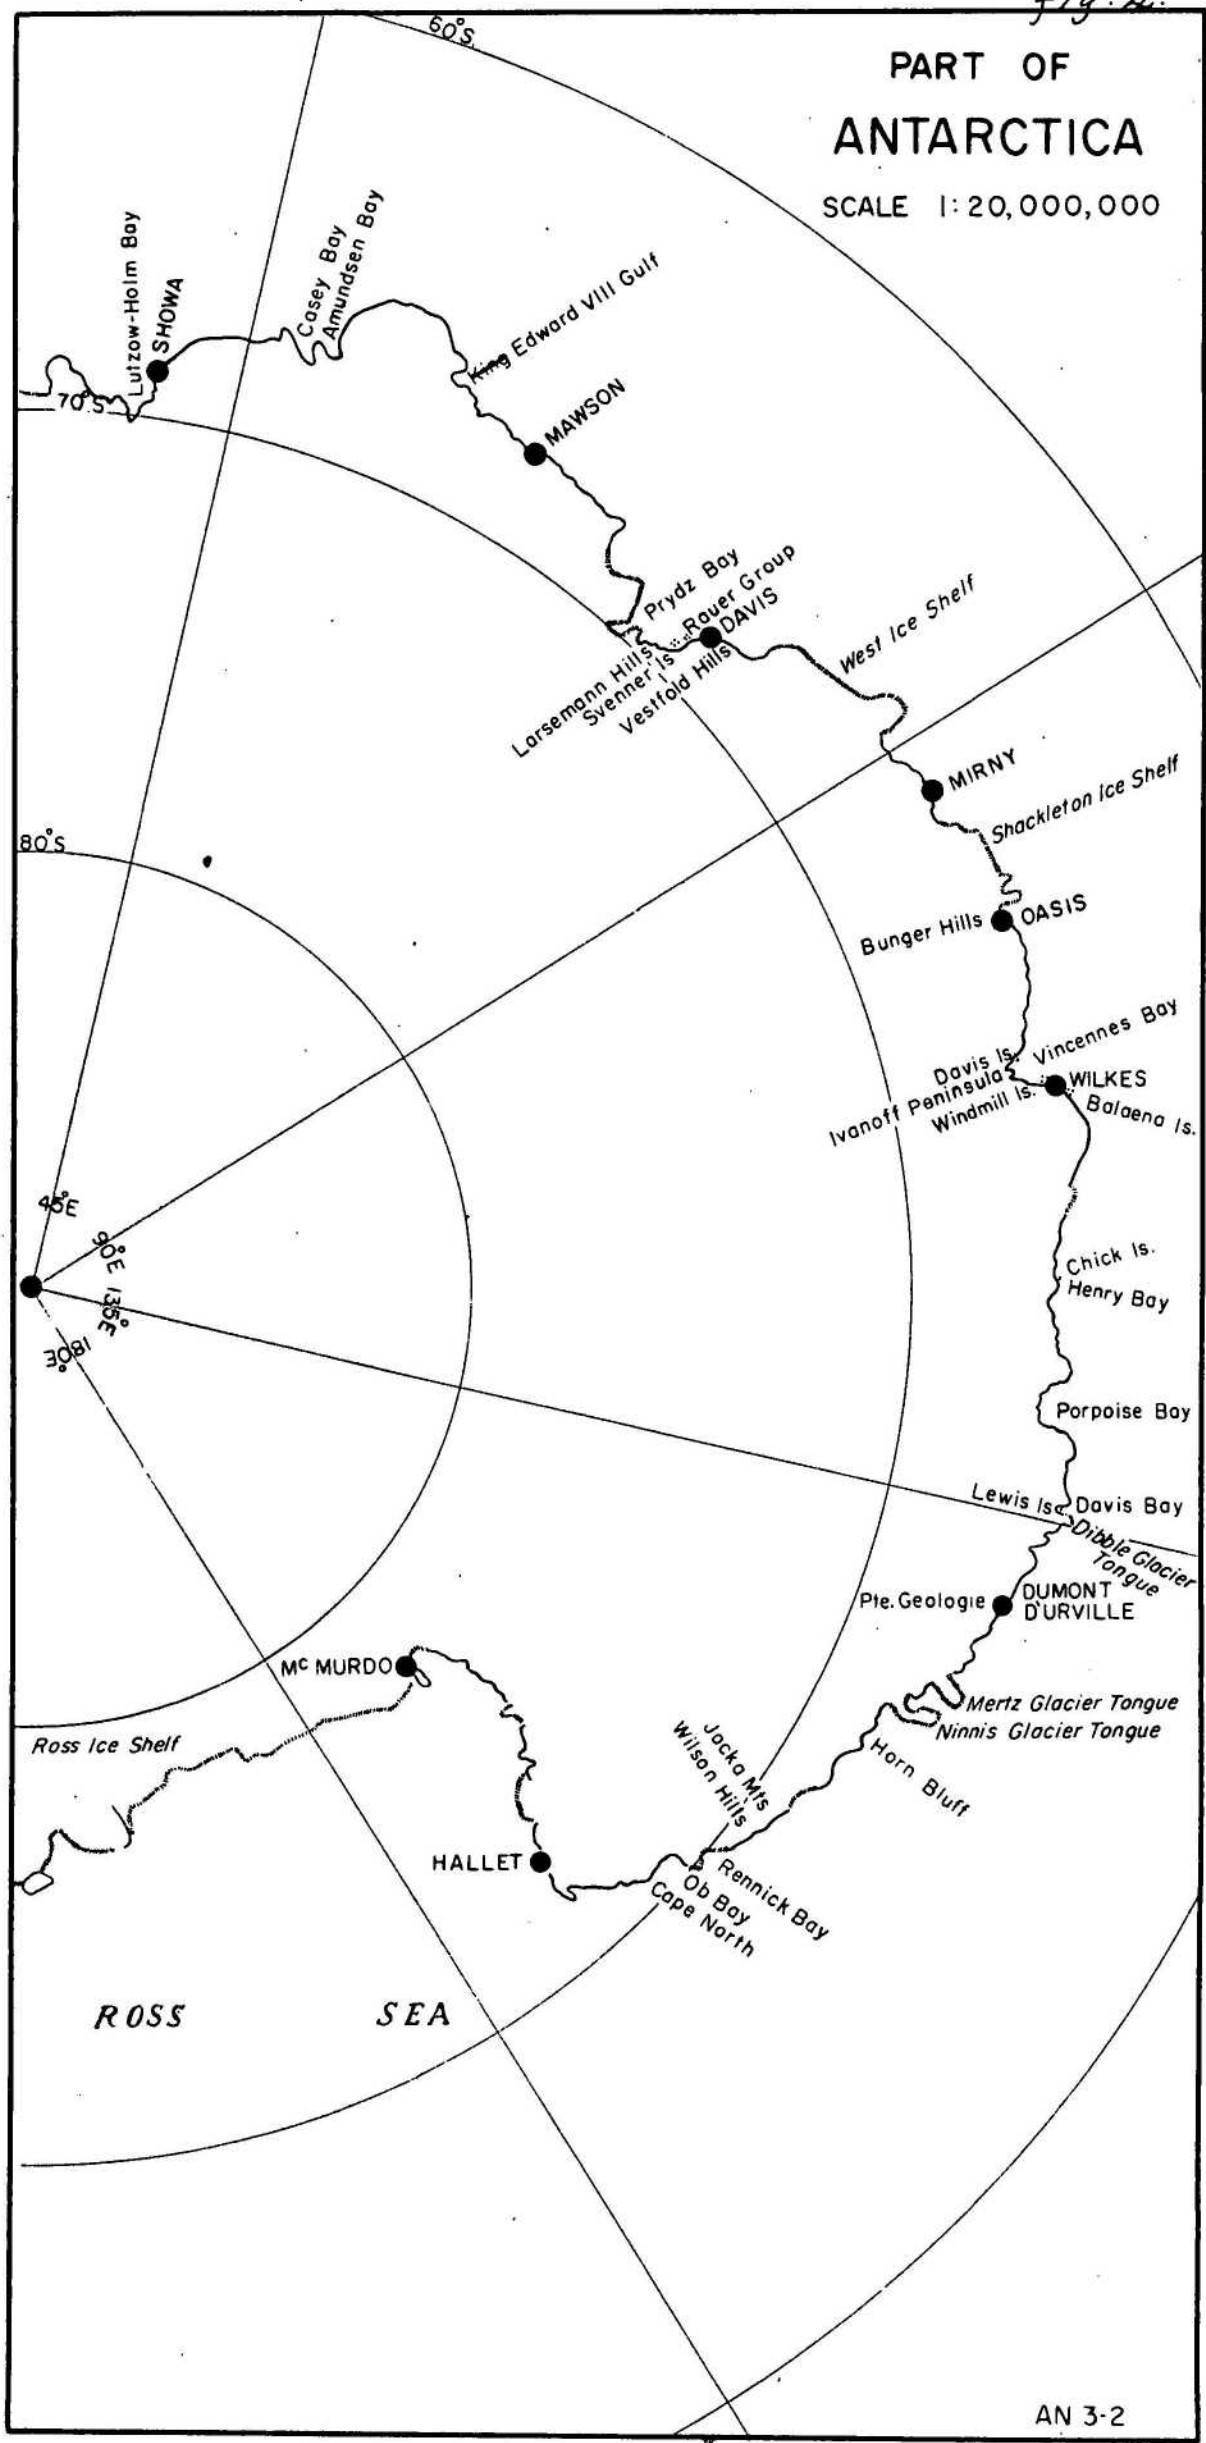 60°S.
PART OF
ANTARCTICA
SCALE 1:20,000,000
Lutzow-Holm Bay
SHOWA
Casey Bay
Amundsen Bay
King Edward VIII Gulf
70°S
MAWSON
Prydz Bay
Rauer Group
DAVIS
West Ice Shelf
Larsemann Hills
Svenner Is
Vestfold Hills
MIRNY
Shackleton Ice Shelf
80°S
Bunger Hills
OASIS
Vincennes Bay
Davis Is.
Ivanoff Peninsula
Windmill Is.
WILKES
Balaena Is.
45°E
90°E
135°E
180°E
Chick Is.
Henry Bay
Porpoise Bay
Lewis Is
Davis Bay
Dibble Glacier
Tongue
Pte. Geologie
DUMONT
D'URVILLE
Mc MURDO
Mertz Glacier Tongue
Ninnis Glacier Tongue
Ross Ice Shelf
Jacka Mts
Wilson Hills
Horn Bluff
HALLET
Rennick Bay
Ob Bay
Cape North
ROSS SEA
AN 3-2